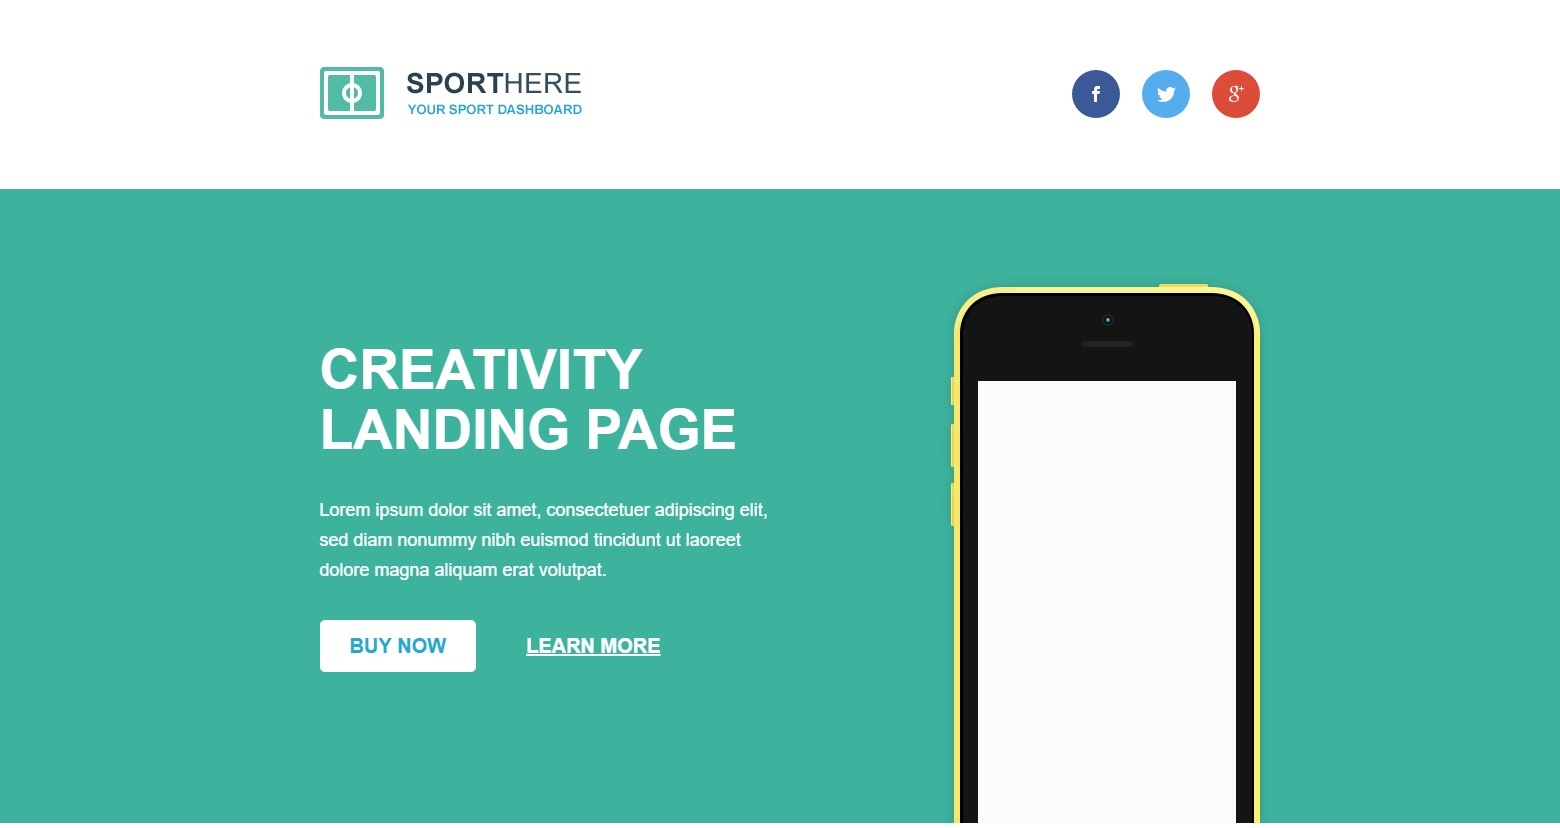 SPORTHERE
YOUR SPORT DASHBOARD
f
g+
CREATIVITY
LANDING PAGE
Lorem ipsum dolor sit amet, consectetuer adipiscing elit,
sed diam nonummy nibh euismod tincidunt ut laoreet
dolore magna aliquam erat volutpat.
BUY NOW
LEARN MORE